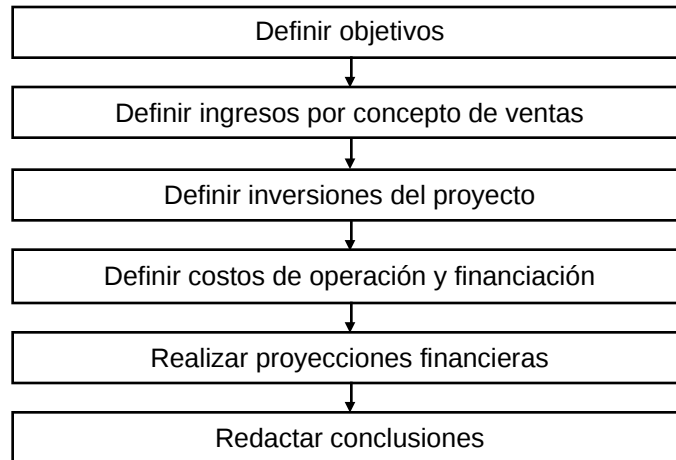 Definir objetivos
Definir ingresos por concepto de ventas
Definir inversiones del proyecto
Definir costos de operación y financiación
Realizar proyecciones financieras
Redactar conclusiones